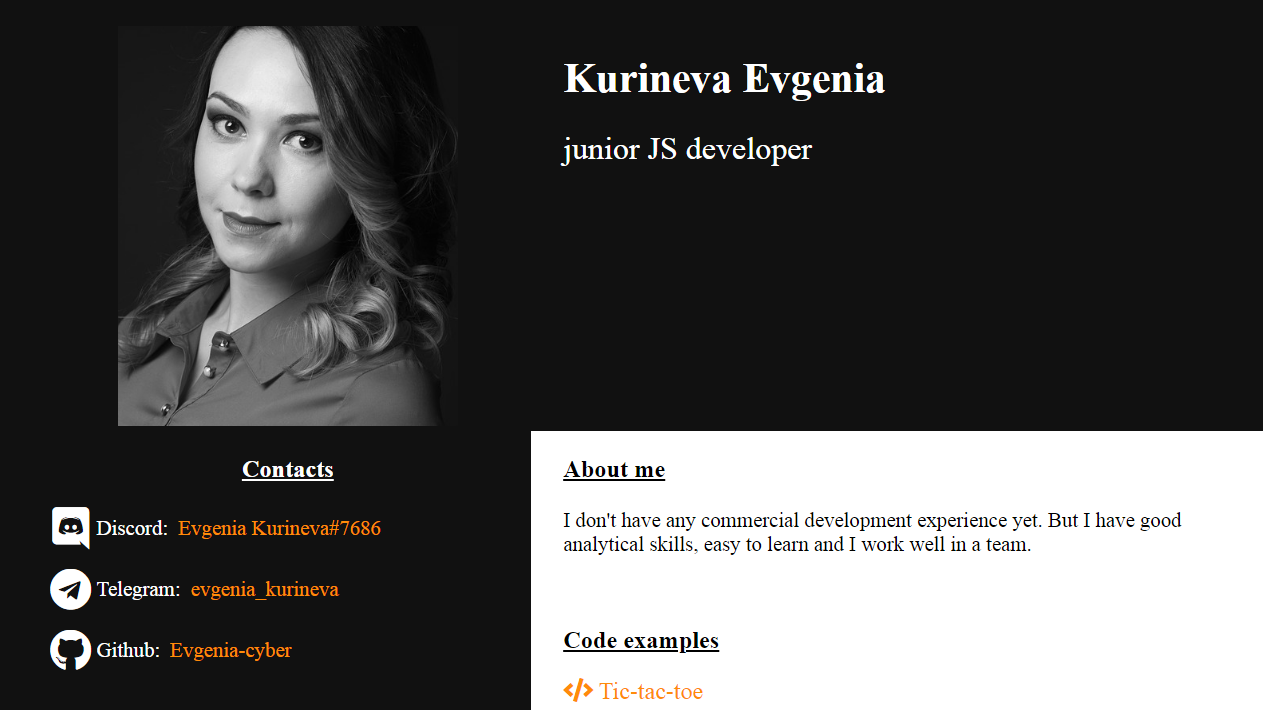 Kurineva Evgenia
junior JS developer
Contacts
Discord: Evgenia Kurineva#7686
Telegram: evgenia_kurineva
Github: Evgenia-cyber
About me
I don't have any commercial development experience yet. But I have good
analytical skills, easy to learn and I work well in a team.
Code examples
Tic-tac-toe